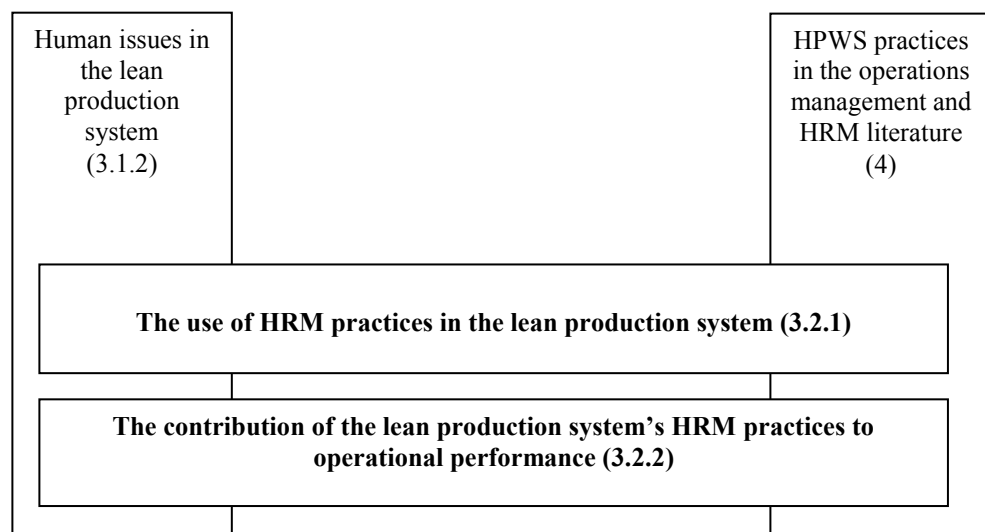 Human issues in
the lean
production
system
(3.1.2)
HPWS practices
in the operations
management and
HRM literature
(4)
The use of HRM practices in the lean production system (3.2.1)
The contribution of the lean production system's HRM practices to
operational performance (3.2.2)